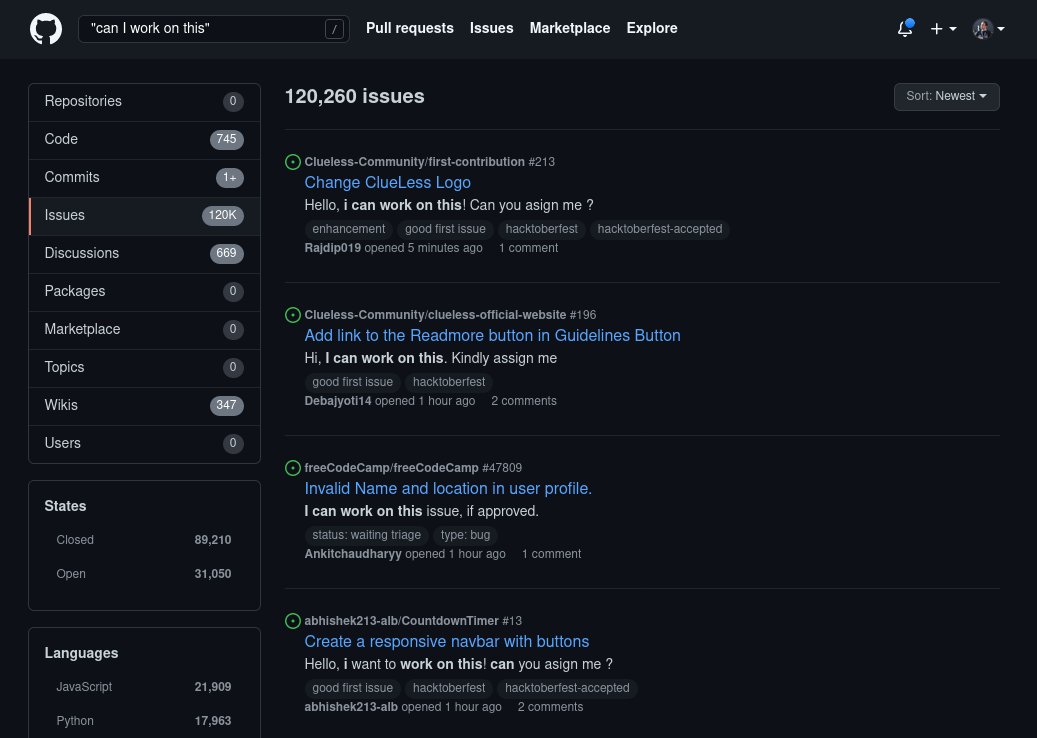 "can I work on this" / Pull requests Issues Marketplace Explore
Repositories 0
Code 745
Commits 1+
Issues 120K
Discussions 669
Packages 0
Marketplace 0
Topics 0
Wikis 347
Users 0
States
Closed 89,210
Open 31,050
Languages
JavaScript 21,909
Python 17,963
120,260 issues
Sort: Newest
Clueless-Community/first-contribution #213
Change ClueLess Logo
Hello, i can work on this! Can you asign me ?
enhancement good first issue hacktoberfest hacktoberfest-accepted
Rajdip019 opened 5 minutes ago 1 comment
Clueless-Community/clueless-official-website #196
Add link to the Readmore button in Guidelines Button
Hi, I can work on this. Kindly assign me
good first issue hacktoberfest
Debajyoti14 opened 1 hour ago 2 comments
freeCodeCamp/freeCodeCamp #47809
Invalid Name and location in user profile.
I can work on this issue, if approved.
status: waiting triage type: bug
Ankitchaudharyy opened 1 hour ago 1 comment
abhishek213-alb/CountdownTimer #13
Create a responsive navbar with buttons
Hello, i want to work on this! can you asign me ?
good first issue hacktoberfest hacktoberfest-accepted
abhishek213-alb opened 1 hour ago 2 comments